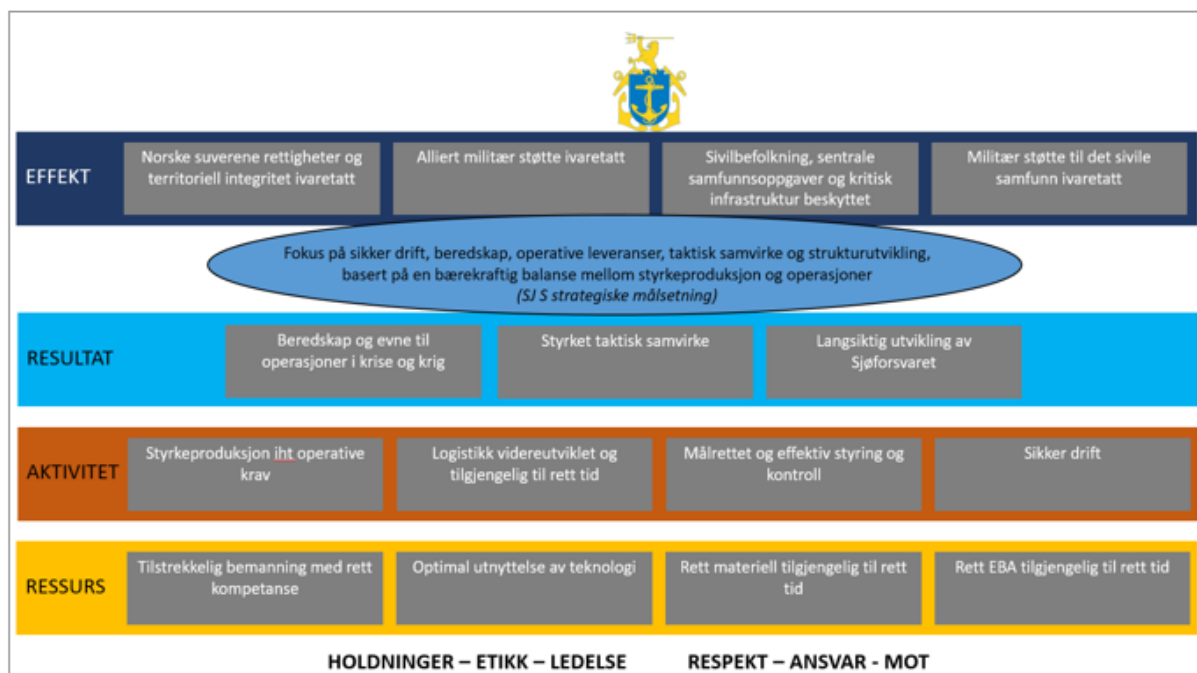 EFFEKT
Norske suverene rettigheter og
territoriell integritet ivaretatt
Alliert militær støtte ivaretatt
Sivilbefolkning, sentrale
samfunnsoppgaver og kritisk
infrastruktur beskyttet
Militær støtte til det sivile
samfunn ivaretatt
Fokus på sikker drift, beredskap, operative leveranser, taktisk samvirke og strukturutvikling,
basert på en bærekraftig balanse mellom styrkeproduksjon og operasjoner
(SJ S strategiske målsetning)
RESULTAT
Beredskap og evne til
operasjoner i krise og krig
Styrket taktisk samvirke
Langsiktig utvikling av
Sjøforsvaret
AKTIVITET
Styrkeproduksjon iht operative
krav
Logistikk videreutviklet og
tilgjengelig til rett tid
Målrettet og effektiv styring og
kontroll
Sikker drift
RESSURS
Tilstrekkelig bemanning med rett
kompetanse
Optimal utnyttelse av teknologi
Rett materiell tilgjengelig til rett
tid
Rett EBA tilgjengelig til rett tid
HOLDNINGER – ETIKK – LEDELSE RESPEKT – ANSVAR - MOT